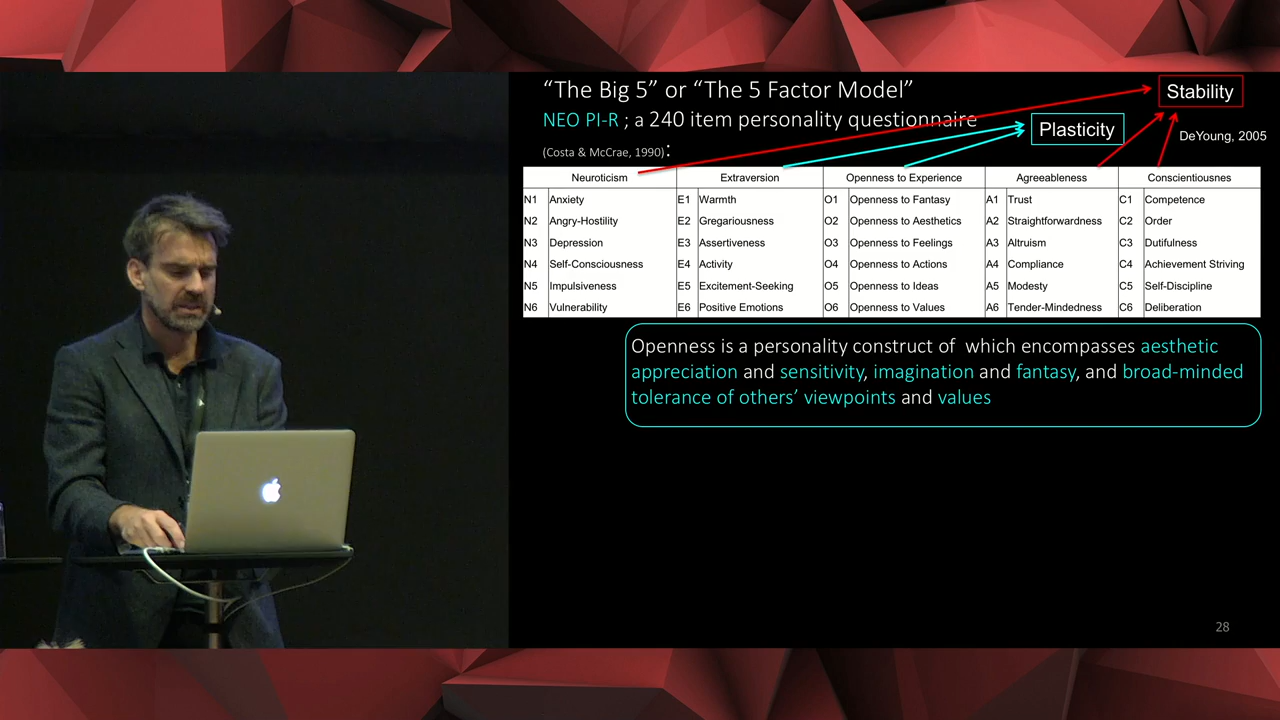 “The Big 5” or “The 5 Factor Model”
Stability
NEO PI-R ; a 240 item personality questionnaire
Plasticity
DeYoung, 2005
(Costa & McCrae, 1990):
Neuroticism Extraversion Openness to Experience Agreeableness Conscientiousnes
N1 Anxiety E1 Warmth O1 Openness to Fantasy A1 Trust C1 Competence
N2 Angry-Hostility E2 Gregariousness O2 Openness to Aesthetics A2 Straightforwardness C2 Order
N3 Depression E3 Assertiveness O3 Openness to Feelings A3 Altruism C3 Dutifulness
N4 Self-Consciousness E4 Activity O4 Openness to Actions A4 Compliance C4 Achievement Striving
N5 Impulsiveness E5 Excitement-Seeking O5 Openness to Ideas A5 Modesty C5 Self-Discipline
N6 Vulnerability E6 Positive Emotions O6 Openness to Values A6 Tender-Mindedness C6 Deliberation
Openness is a personality construct of which encompasses aesthetic
appreciation and sensitivity, imagination and fantasy, and broad-minded
tolerance of others’ viewpoints and values
28